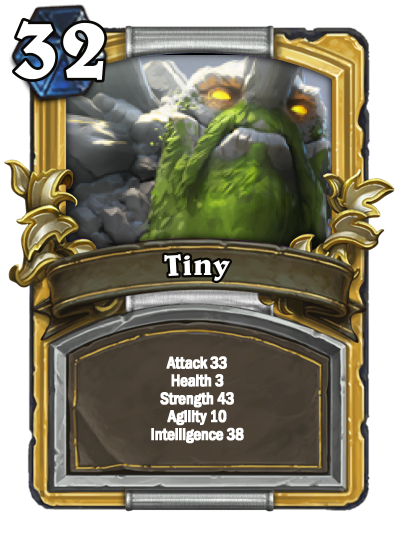 32
Tiny
Attack 33
Health 3
Strength 43
Agility 10
Intelligence 38